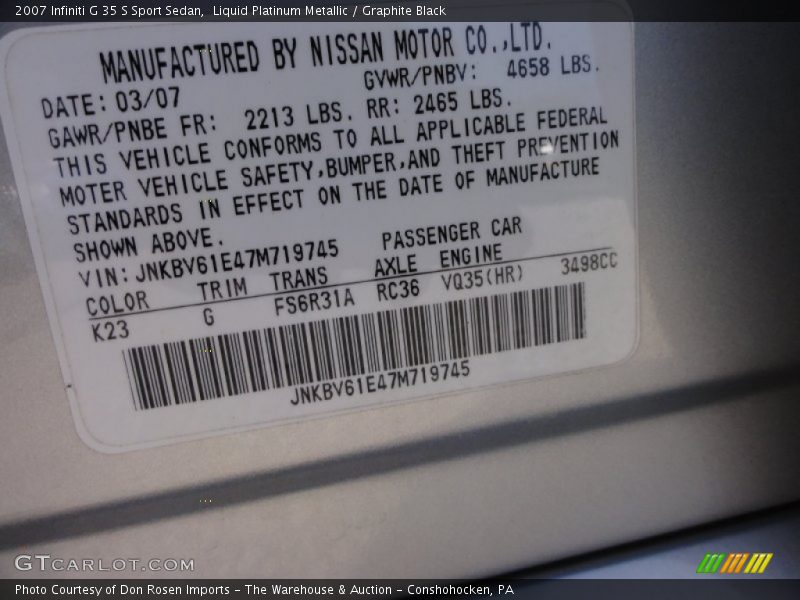 2007 Infiniti G 35 S Sport Sedan,  Liquid Platinum Metallic / Graphite Black
MANUFACTURED BY NISSAN MOTOR CO.,LTD.
DATE: 03/07 GVWR/PNBV: 4658 LBS.
GAWR/PNBE FR: 2213 LBS. RR: 2465 LBS.
THIS VEHICLE CONFORMS TO ALL APPLICABLE FEDERAL
MOTER VEHICLE SAFETY,BUMPER,AND THEFT PREVENTION
STANDARDS IN EFFECT ON THE DATE OF MANUFACTURE
SHOWN ABOVE.
VIN: JNKBV61E47M719745 PASSENGER CAR
COLOR TRIM TRANS AXLE ENGINE
K23 G FS6R31A RC36 VQ35(HR) 3498CC
JNKBV61E47M719745
GTCARLOT.COM
Photo Courtesy of Don Rosen Imports – The Warehouse & Auction – Conshohocken, PA